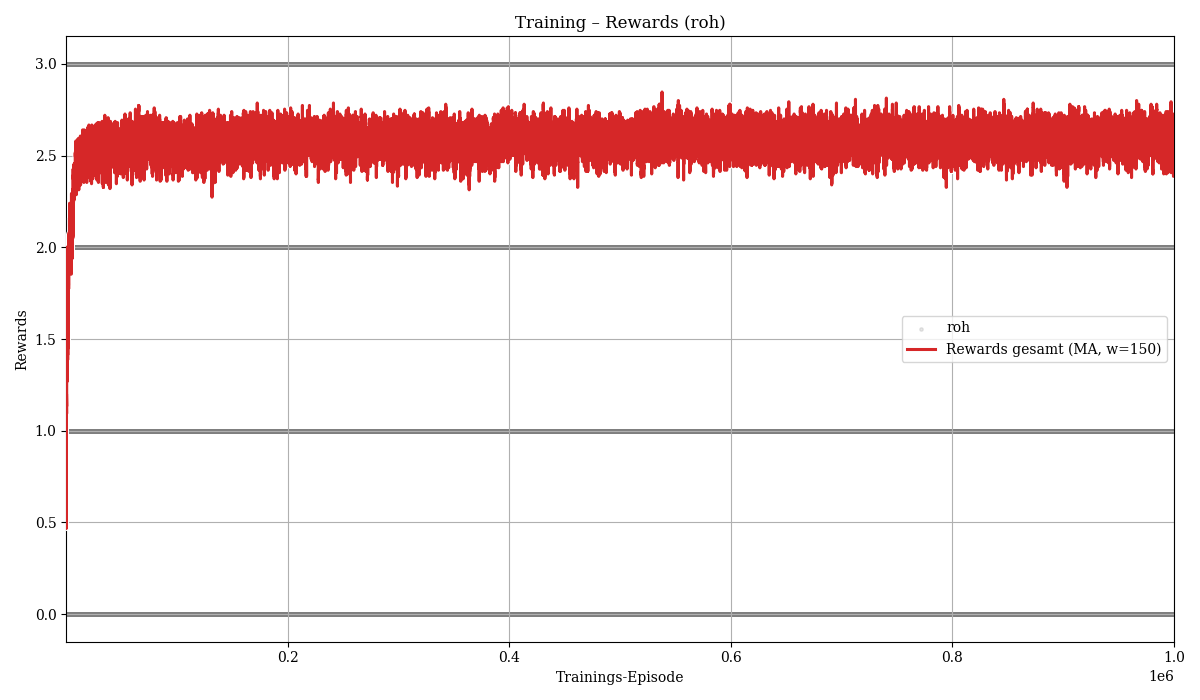 Training – Rewards (roh)
3.0
2.5
2.0
1.5
1.0
0.5
0.0
Rewards
roh
Rewards gesamt (MA, w=150)
0.2 0.4 0.6 0.8 1.0
1e6
Trainings-Episode